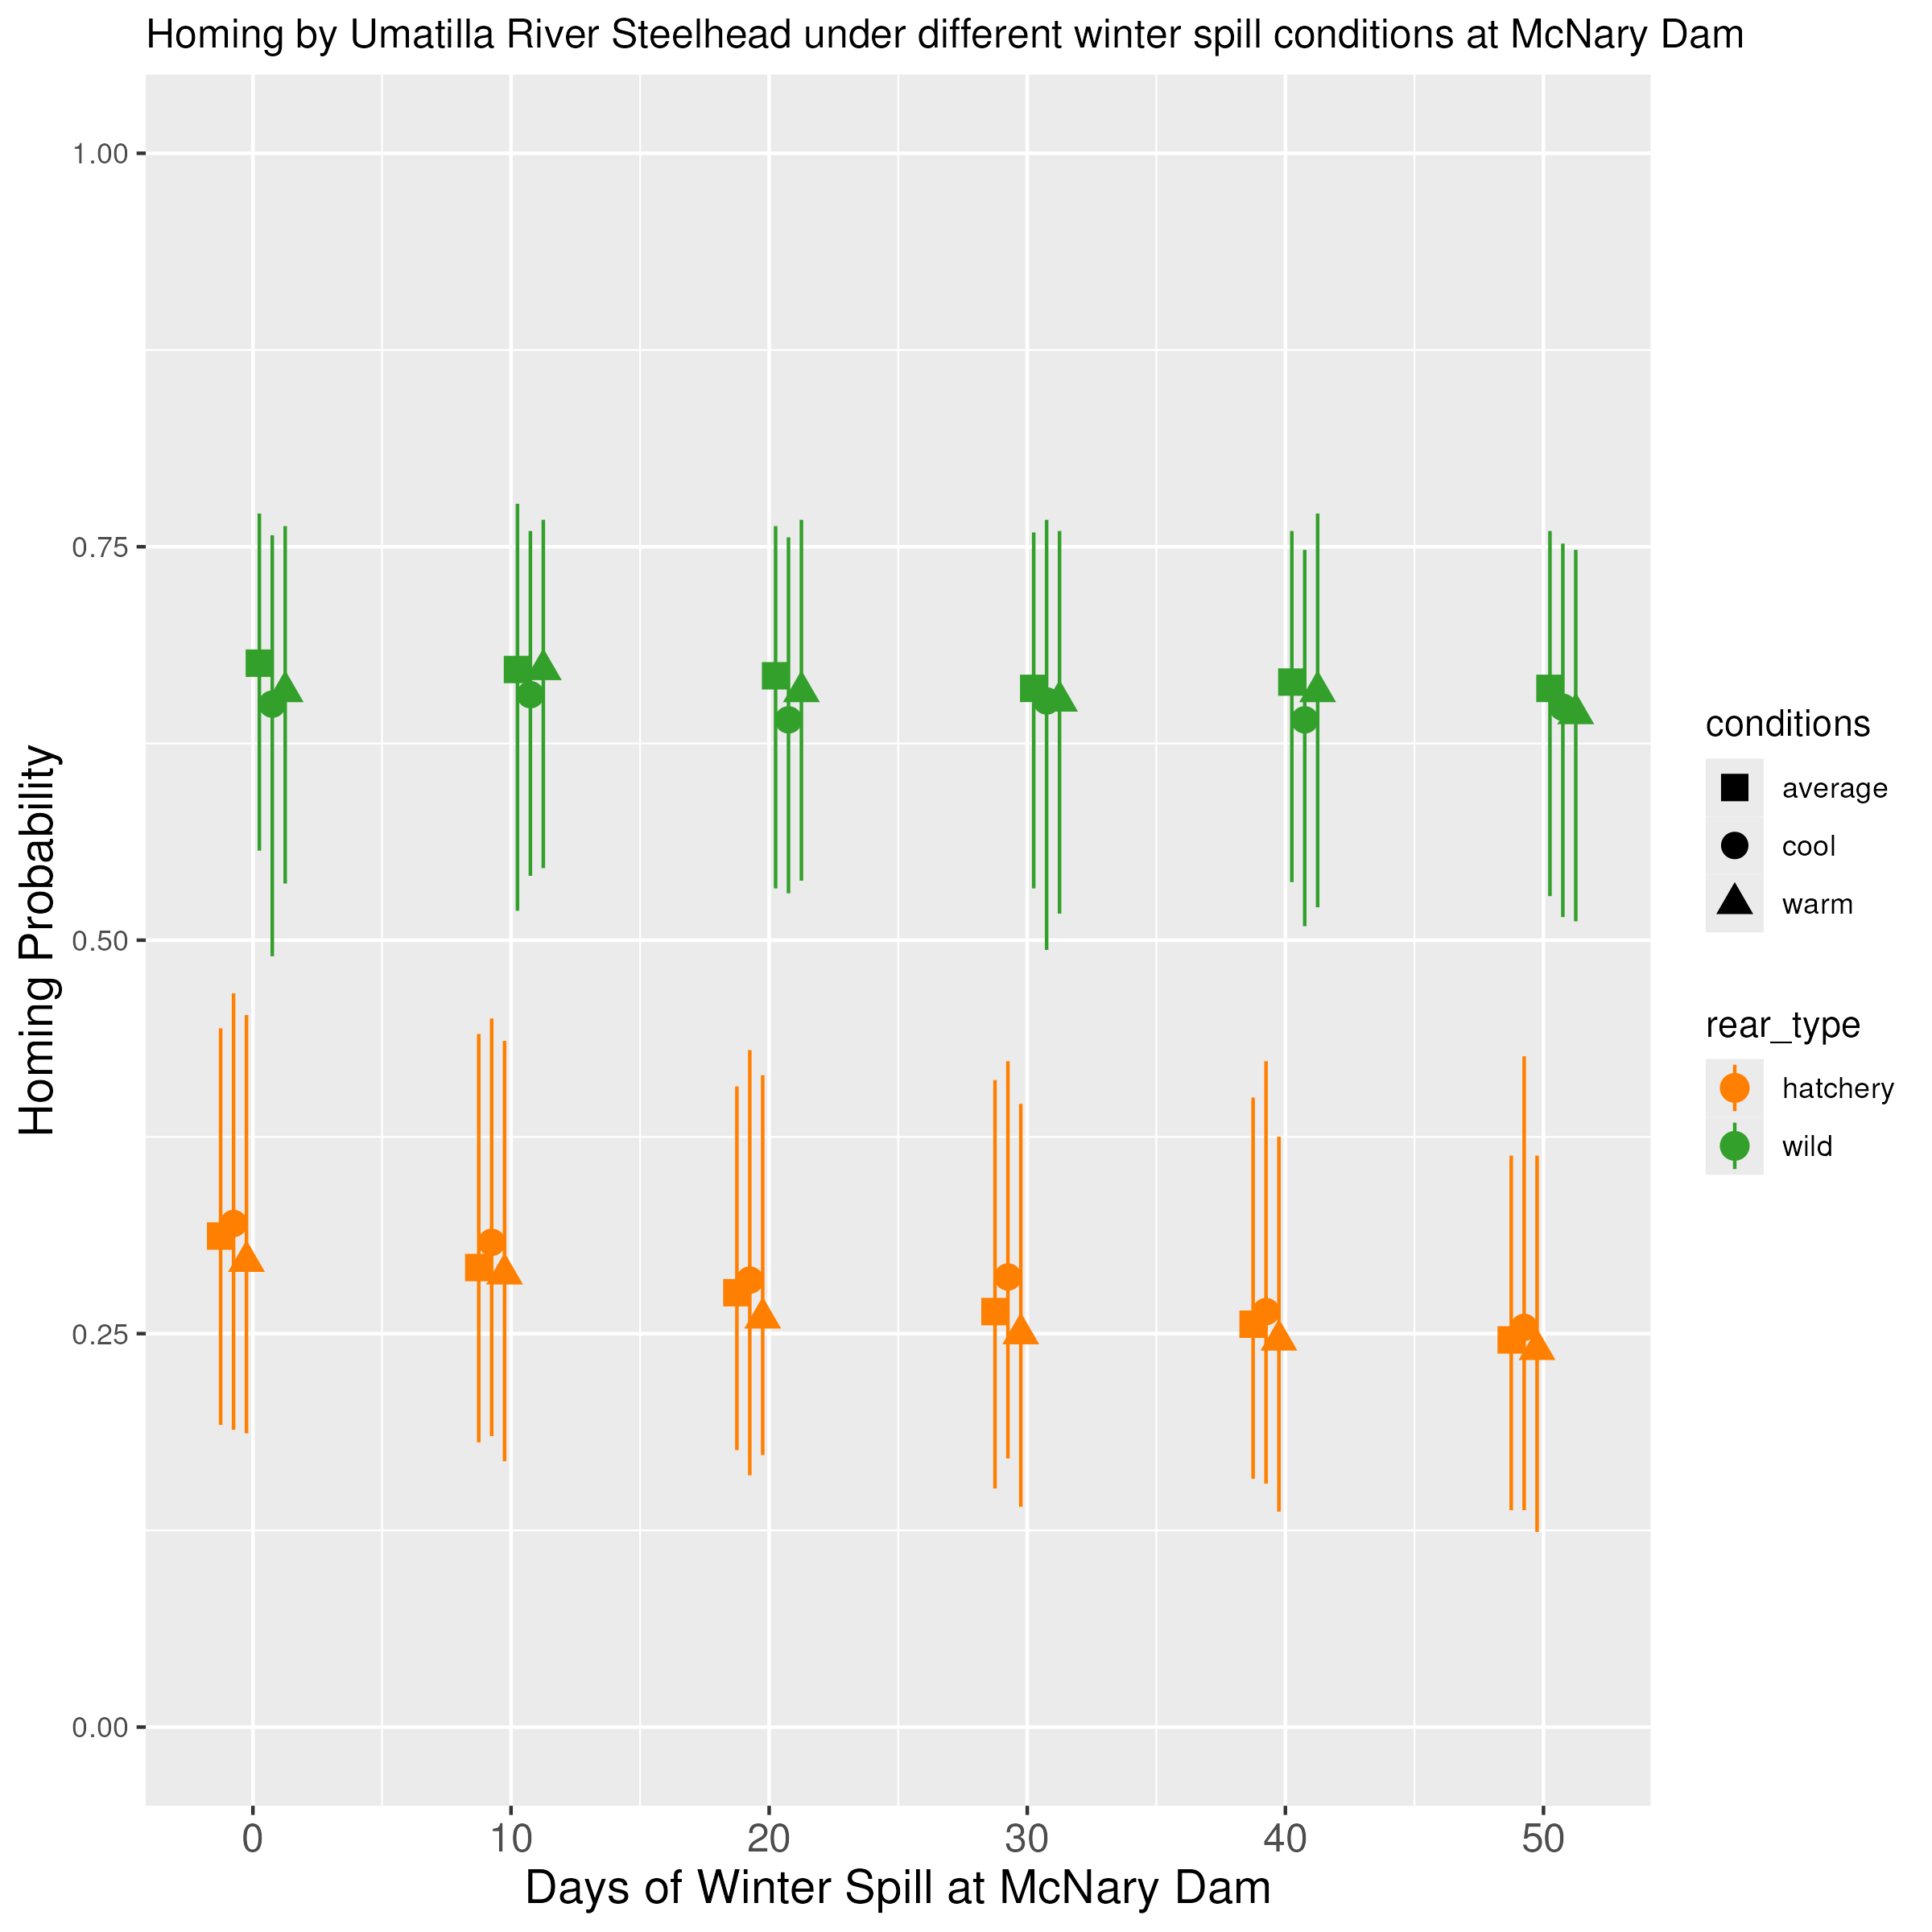 Homing by Umatilla River Steelhead under different winter spill conditions at McNary Dam
Homing Probability
1.00
0.75
0.50
0.25
0.00
0 10 20 30 40 50
Days of Winter Spill at McNary Dam
conditions
average
cool
warm
rear_type
hatchery
wild